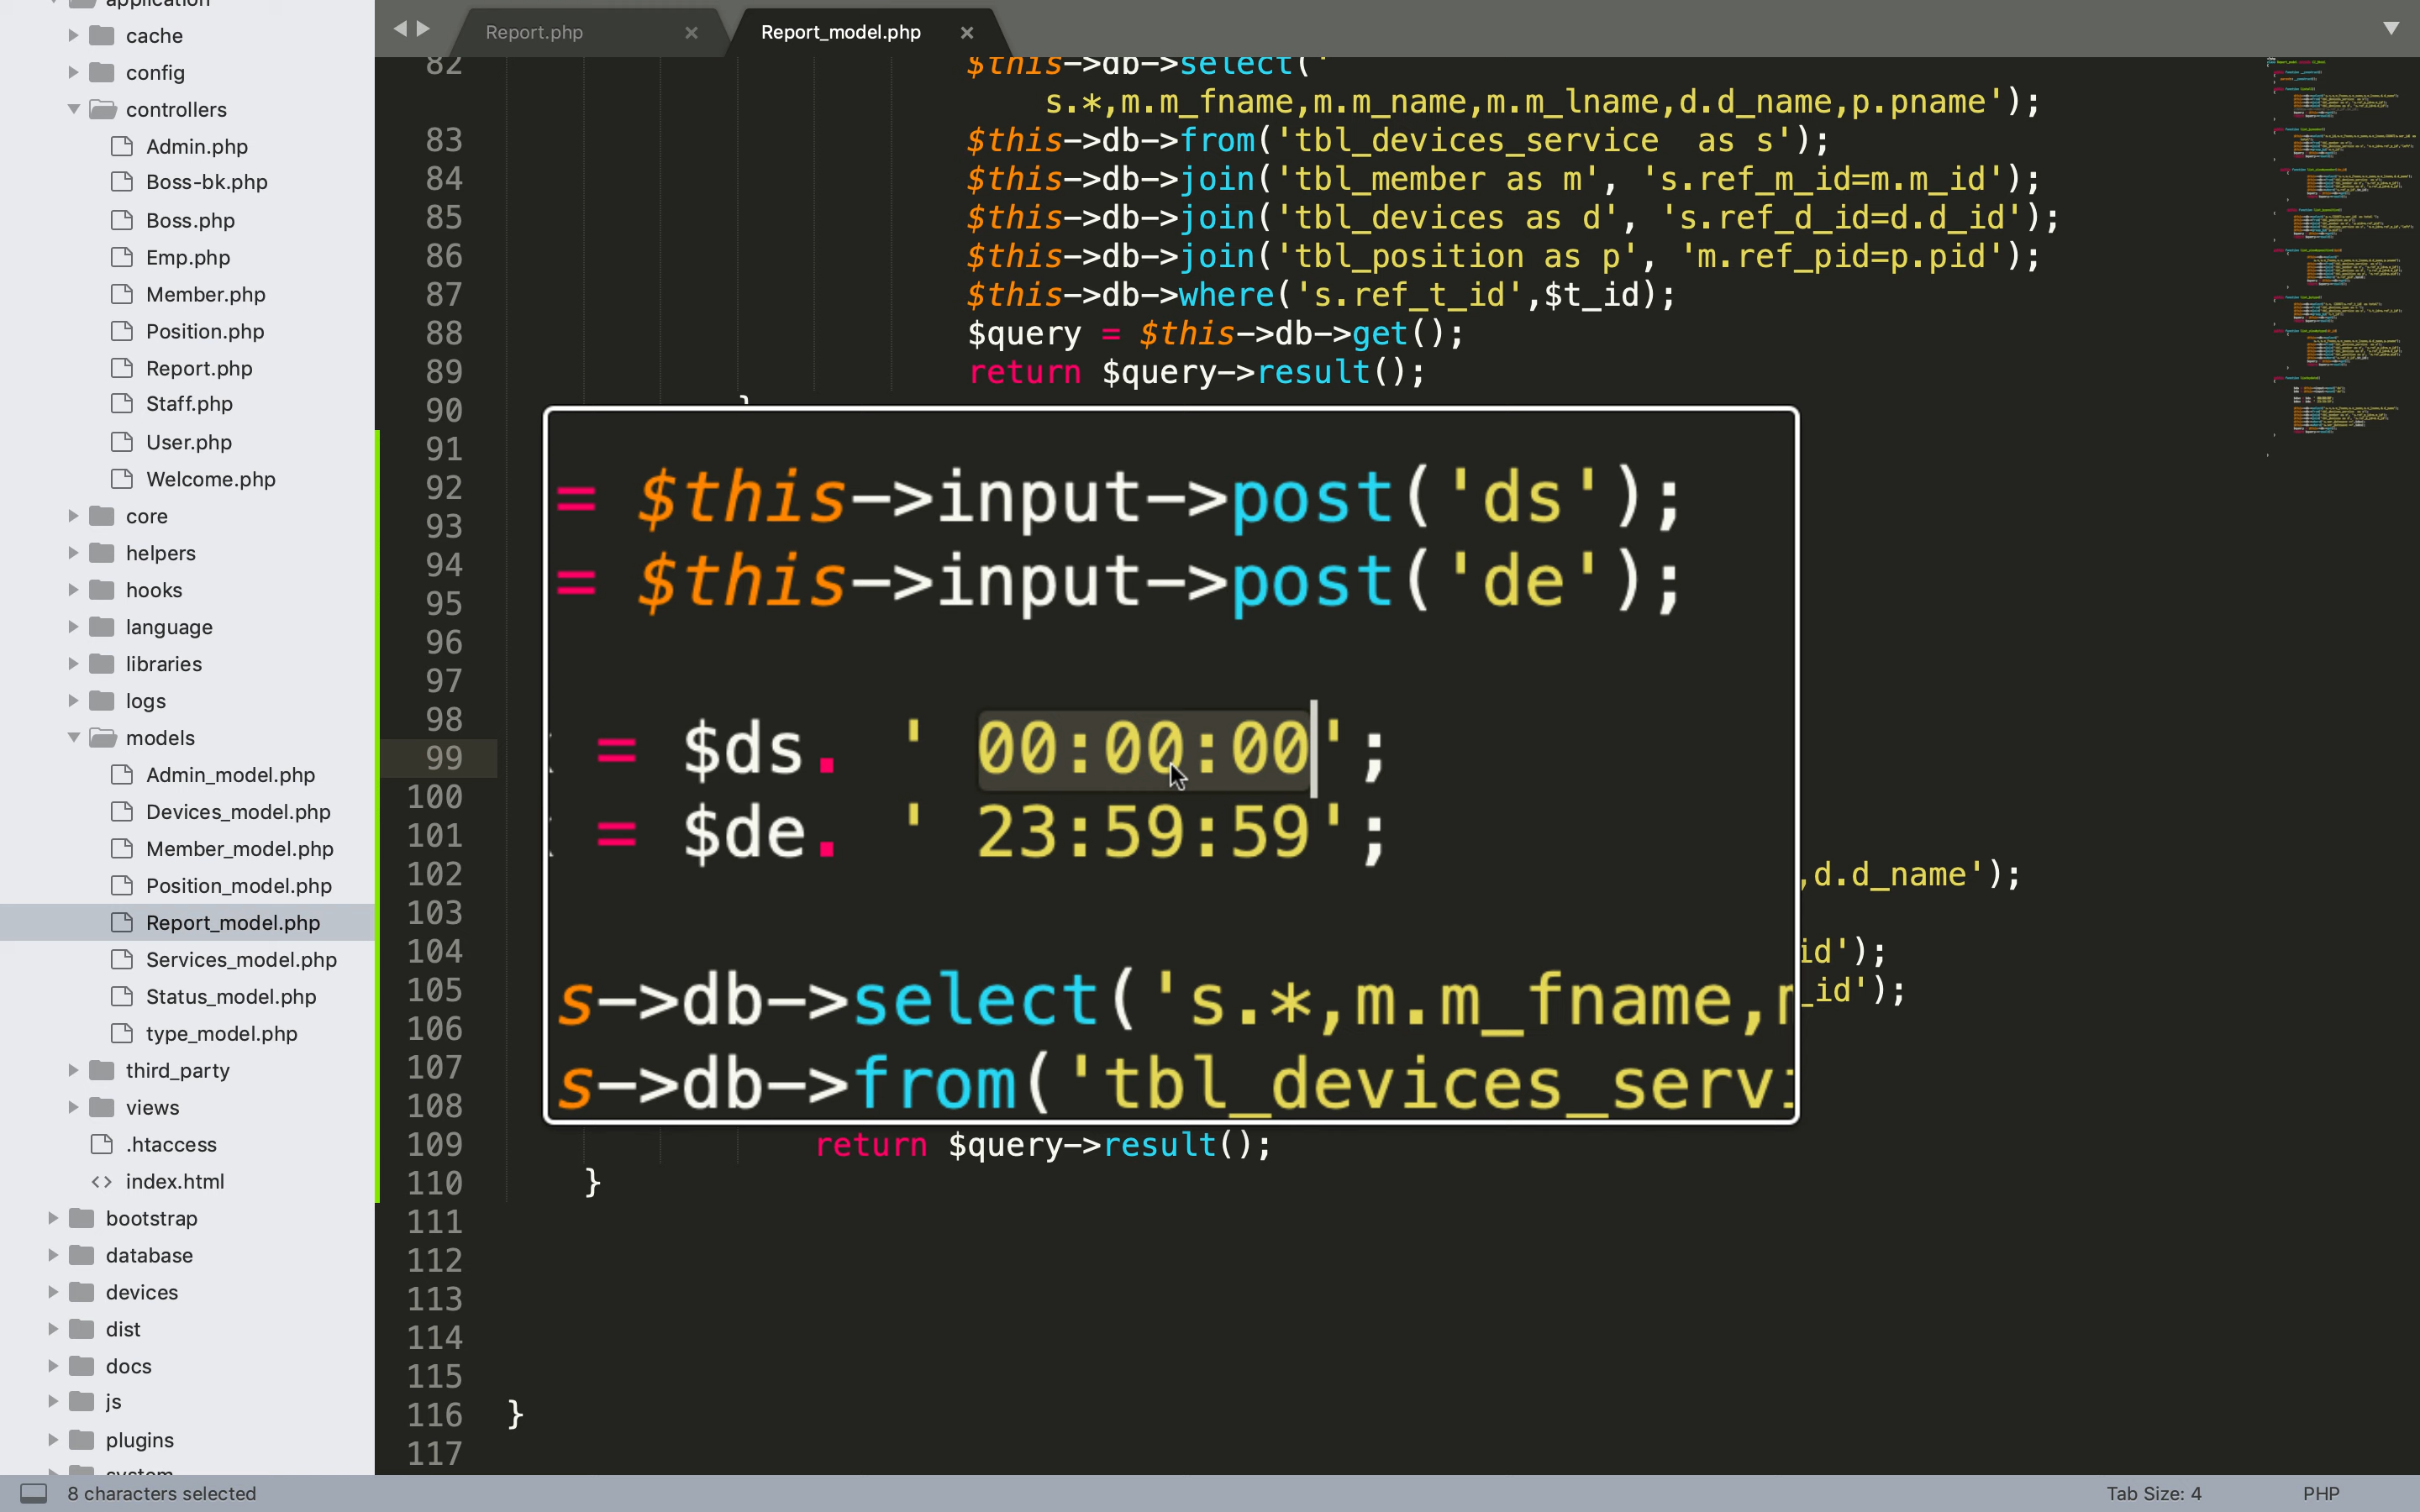 application
cache
config
controllers
Admin.php
Boss-bk.php
Boss.php
Emp.php
Member.php
Position.php
Report.php
Staff.php
User.php
Welcome.php
core
helpers
hooks
language
libraries
logs
models
Admin_model.php
Devices_model.php
Member_model.php
Position_model.php
Report_model.php
Services_model.php
Status_model.php
type_model.php
third_party
views
.htaccess
index.html
bootstrap
database
devices
dist
docs
js
plugins
system
Report.php
Report_model.php
82 $this->db->select('
s.*,m.m_fname,m.m_name,m.m_lname,d.d_name,p.pname');
83 $this->db->from('tbl_devices_service  as s');
84 $this->db->join('tbl_member as m', 's.ref_m_id=m.m_id');
85 $this->db->join('tbl_devices as d', 's.ref_d_id=d.d_id');
86 $this->db->join('tbl_position as p', 'm.ref_pid=p.pid');
87 $this->db->where('s.ref_t_id',$t_id);
88 $query = $this->db->get();
89 return $query->result();
90 }
91
92
93
94
95
96
97
98
99
100
101
102 ,d.d_name');
103
104 id');
105 _id');
106
107
108
= $this->input->post('ds');
= $this->input->post('de');
= $ds. ' 00:00:00';
= $de. ' 23:59:59';
s->db->select('s.*,m.m_fname,
s->db->from('tbl_devices_servi
109 return $query->result();
110 }
111
112
113
114
115
116 }
117
8 characters selected
Tab Size: 4
PHP